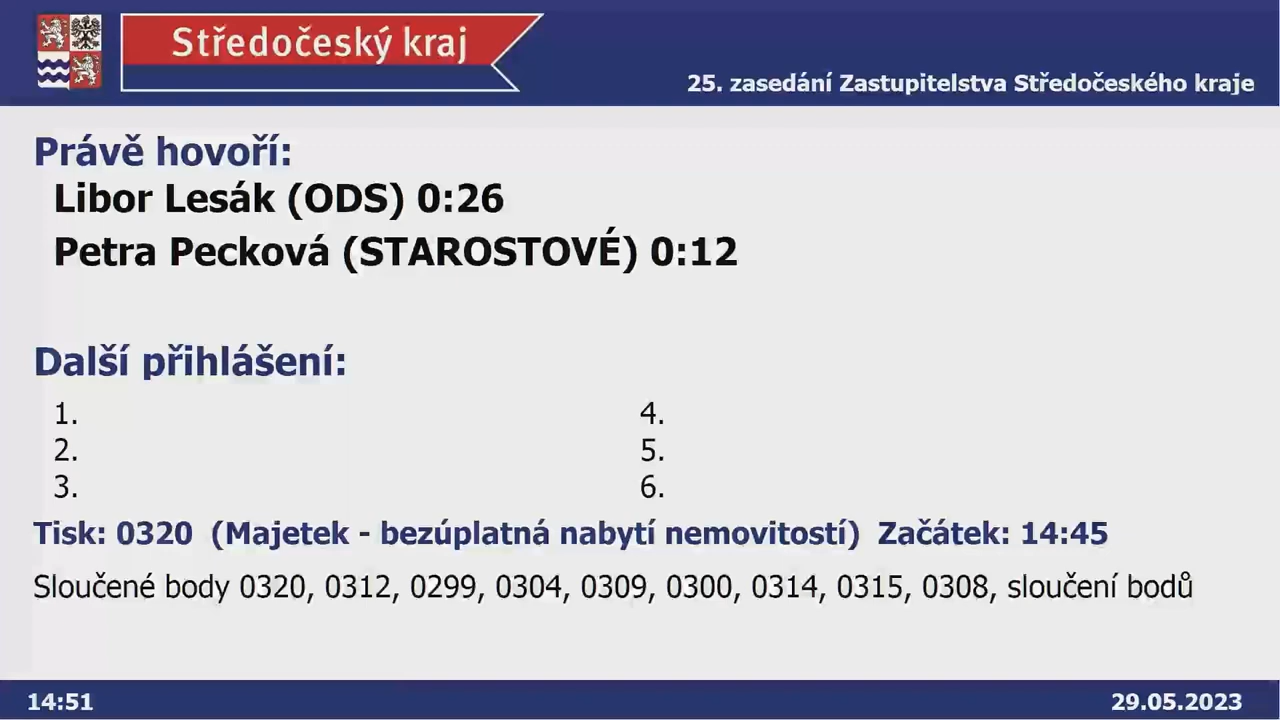 Středočeský kraj
25. zasedání Zastupitelstva Středočeského kraje
Právě hovoří:
Libor Lesák (ODS) 0:26
Petra Pecková (STAROSTOVÉ) 0:12
Další přihlášení:
1.
2.
3.
4.
5.
6.
Tisk: 0320 (Majetek - bezúplatná nabytí nemovitostí) Začátek: 14:45
Sloučené body 0320, 0312, 0299, 0304, 0309, 0300, 0314, 0315, 0308, sloučení bodů
14:51
29.05.2023